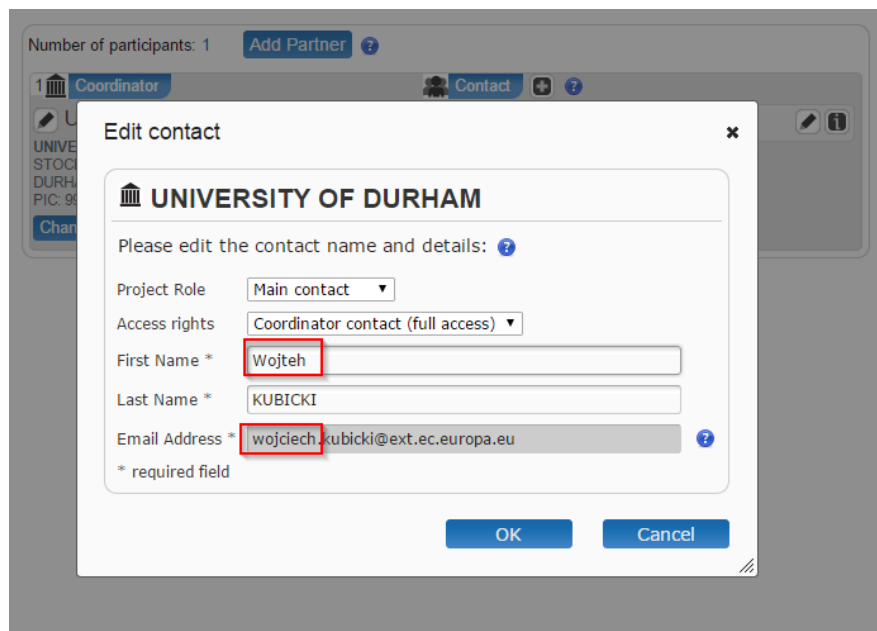 Number of participants: 1 Add Partner ?
1 Coordinator Contact + ?
Edit contact ×
U
UNIVE
STOC
DURH
PIC: 99
Chan
UNIVERSITY OF DURHAM
Please edit the contact name and details: ?
Project Role Main contact
Access rights Coordinator contact (full access)
First Name * Wojteh
Last Name * KUBICKI
Email Address * wojciech.kubicki@ext.ec.europa.eu ?
* required field
OK Cancel